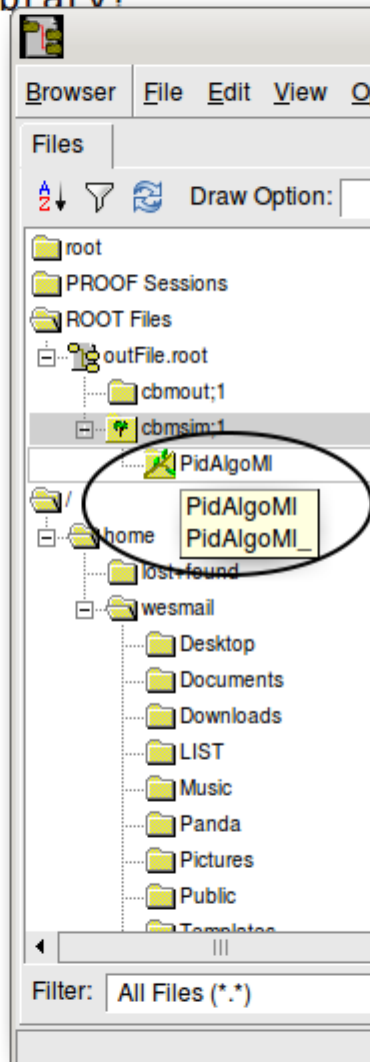 Browser File Edit View
Files
Draw Option:
root
PROOF Sessions
ROOT Files
outFile.root
cbmout;1
cbmsim;1
PidAlgoMl
/
PidAlgoMl
PidAlgoMl_
home
lost+found
wesmail
Desktop
Documents
Downloads
LIST
Music
Panda
Pictures
Public
Templates
Filter: All Files (*.*)